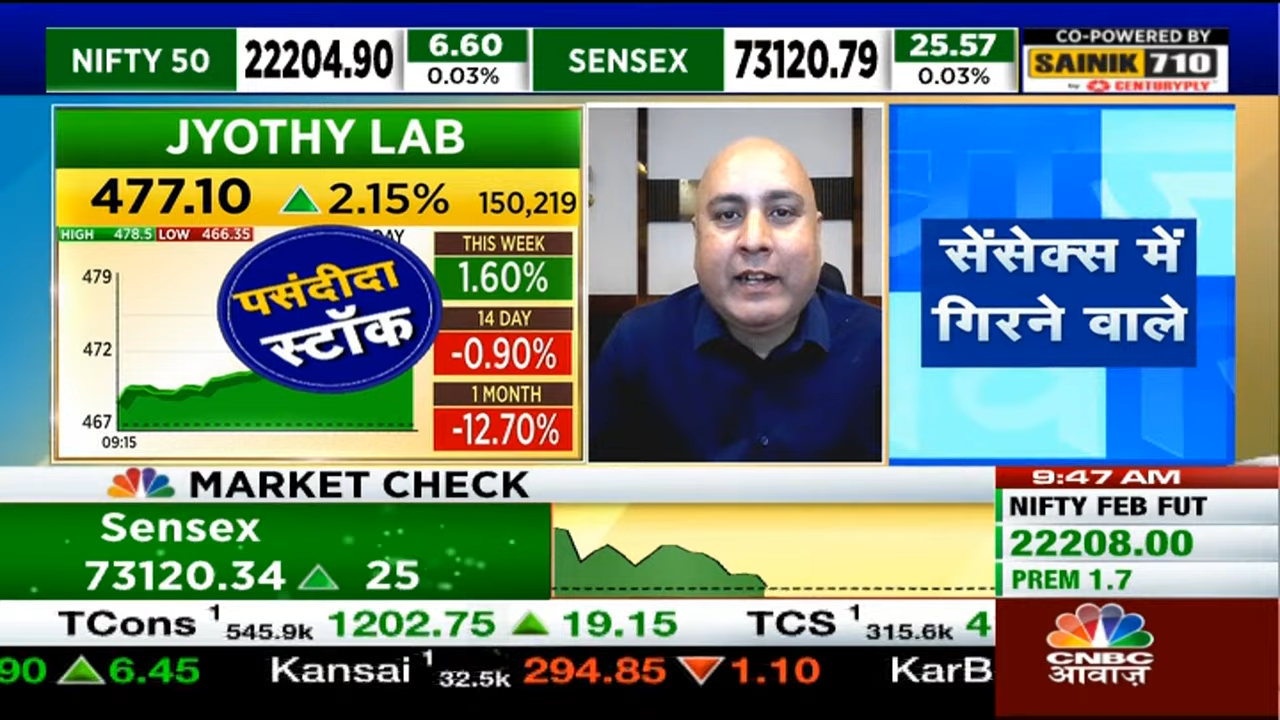 NIFTY 50 22204.90 6.60 0.03% SENSEX 73120.79 25.57 0.03%
CO-POWERED BY
SAINIK 710
by CENTURYPLY
JYOTHY LAB
477.10 2.15% 150,219
HIGH 478.5 LOW 466.35
479
472
467
09:15
पसंदीदा
स्टॉक
THIS WEEK
1.60%
14 DAY
-0.90%
1 MONTH
-12.70%
सेंसेक्स में
गिरने वाले
MARKET CHECK
Sensex
73120.34 25
9:47 AM
NIFTY FEB FUT
22208.00
PREM 1.7
TCons 1 545.9k 1202.75 19.15 TCS 1 315.6k 4
90 6.45 Kansai 1 32.5k 294.85 1.10 KarB
CNBC
आवाज़